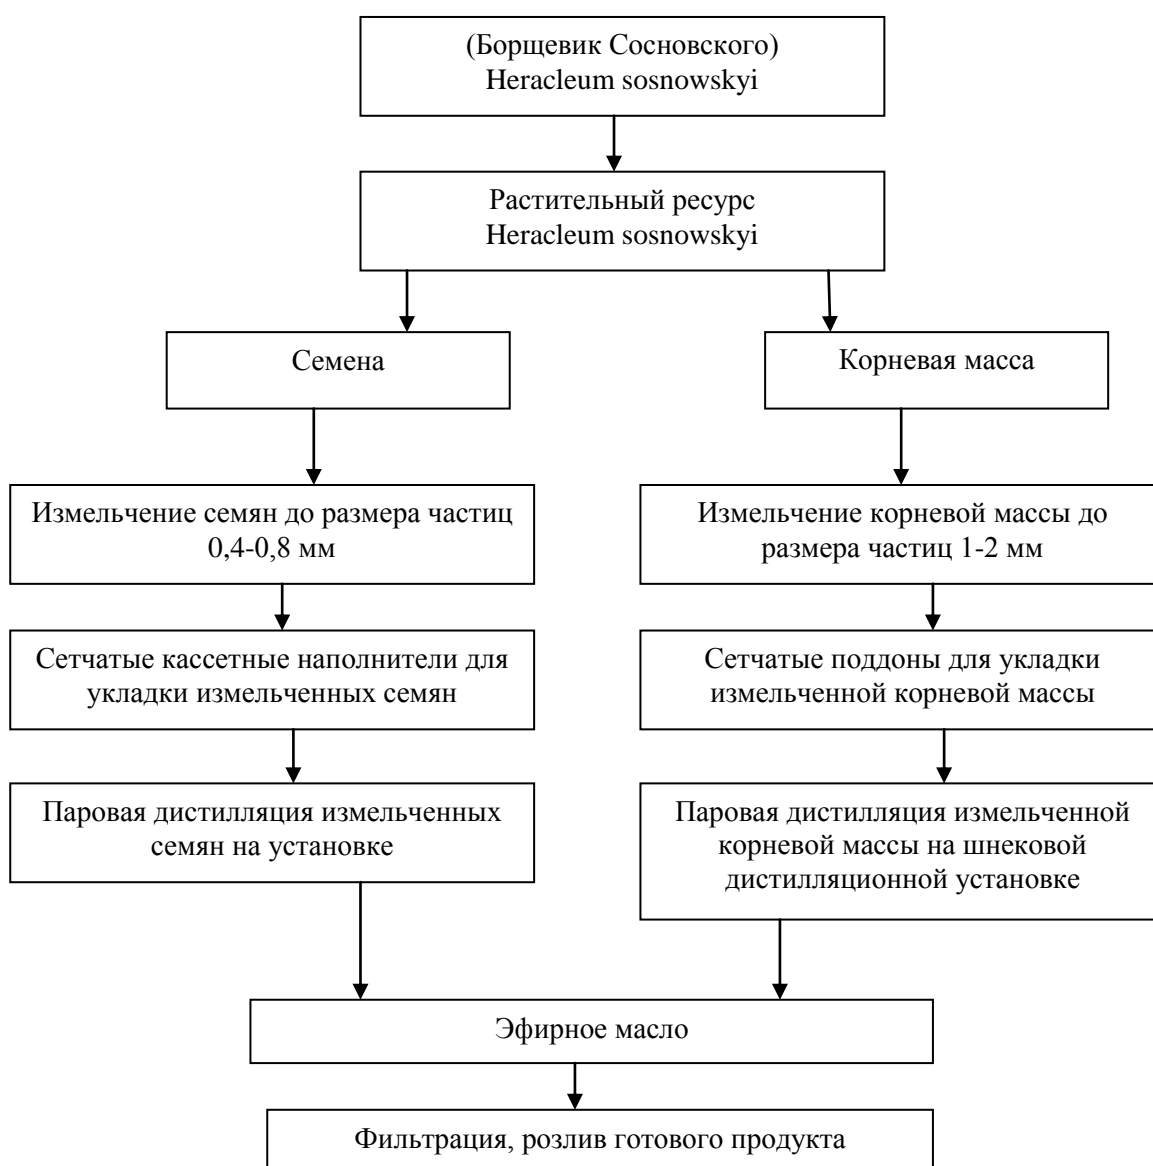 (Борщевик Сосновского)
Heracleum sosnowskyi
Растительный ресурс
Heracleum sosnowskyi
Семена
Корневая масса
Измельчение семян до размера частиц
0,4-0,8 мм
Измельчение корневой массы до
размера частиц 1-2 мм
Сетчатые кассетные наполнители для
укладки измельченных семян
Сетчатые поддоны для укладки
измельченной корневой массы
Паровая дистилляция измельченных
семян на установке
Паровая дистилляция измельченной
корневой массы на шнековой
дистилляционной установке
Эфирное масло
Фильтрация, розлив готового продукта